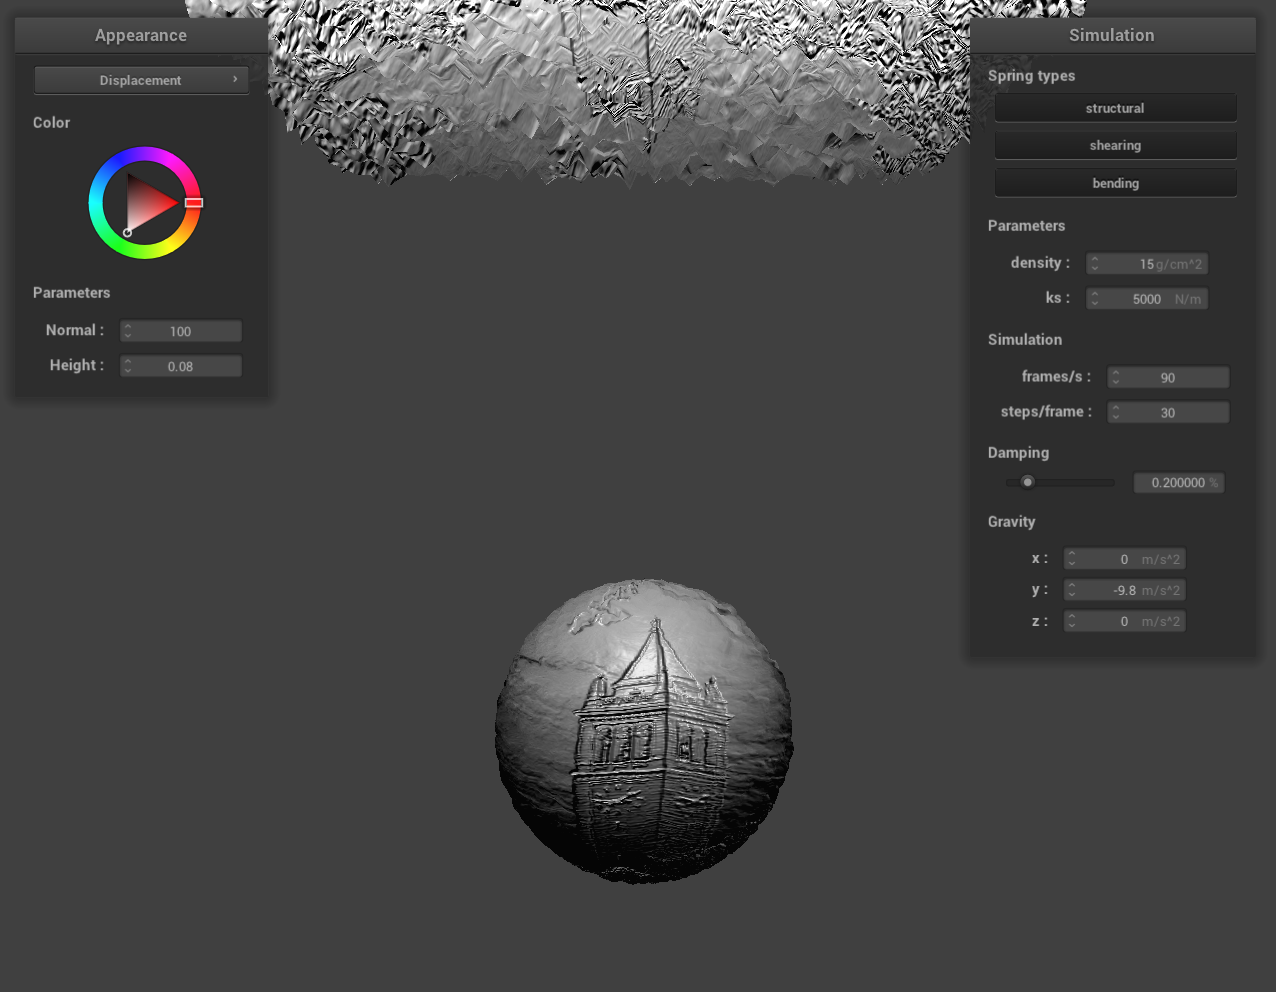 Appearance
Displacement
Color
Parameters
Normal : 100
Height : 0.08
Simulation
Spring types
structural
shearing
bending
Parameters
density : 15 g/cm^2
ks : 5000 N/m
Simulation
frames/s : 90
steps/frame : 30
Damping
0.200000 %
Gravity
x : 0 m/s^2
y : -9.8 m/s^2
z : 0 m/s^2